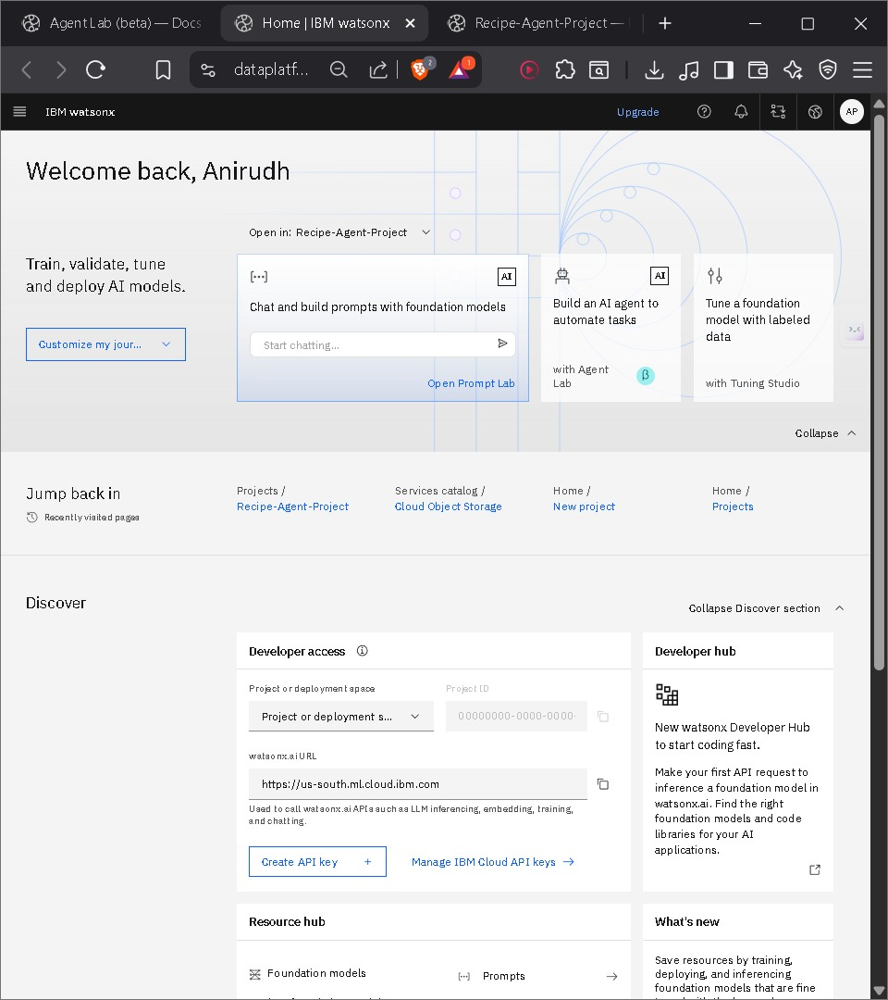 Agent Lab (beta) — Docs
Home | IBM watsonx
Recipe-Agent-Project —
dataplatf...
2
1
IBM watsonx
Upgrade
AP
Welcome back, Anirudh
Open in: Recipe-Agent-Project
Train, validate, tune
and deploy AI models.
Customize my jour...
AI
Chat and build prompts with foundation models
Start chatting...
Open Prompt Lab
AI
Build an AI agent to
automate tasks
with Agent
Lab
β
Tune a foundation
model with labeled
data
with Tuning Studio
Collapse
Jump back in
Recently visited pages
Projects /
Recipe-Agent-Project
Services catalog /
Cloud Object Storage
Home /
New project
Home /
Projects
Discover
Collapse Discover section
Developer access
Project or deployment space
Project or deployment s...
Project ID
00000000-0000-0000-
watsonx.ai URL
https://us-south.ml.cloud.ibm.com
Used to call watsonx.ai APIs such as LLM inferencing, embedding, training,
and chatting.
Create API key +
Manage IBM Cloud API keys
Developer hub
New watsonx Developer Hub
to start coding fast.
Make your first API request to
inference a foundation model in
watsonx.ai. Find the right
foundation models and code
libraries for your AI
applications.
Resource hub
Foundation models
Prompts
What's new
Save resources by training,
deploying, and inferencing
foundation models that are fine